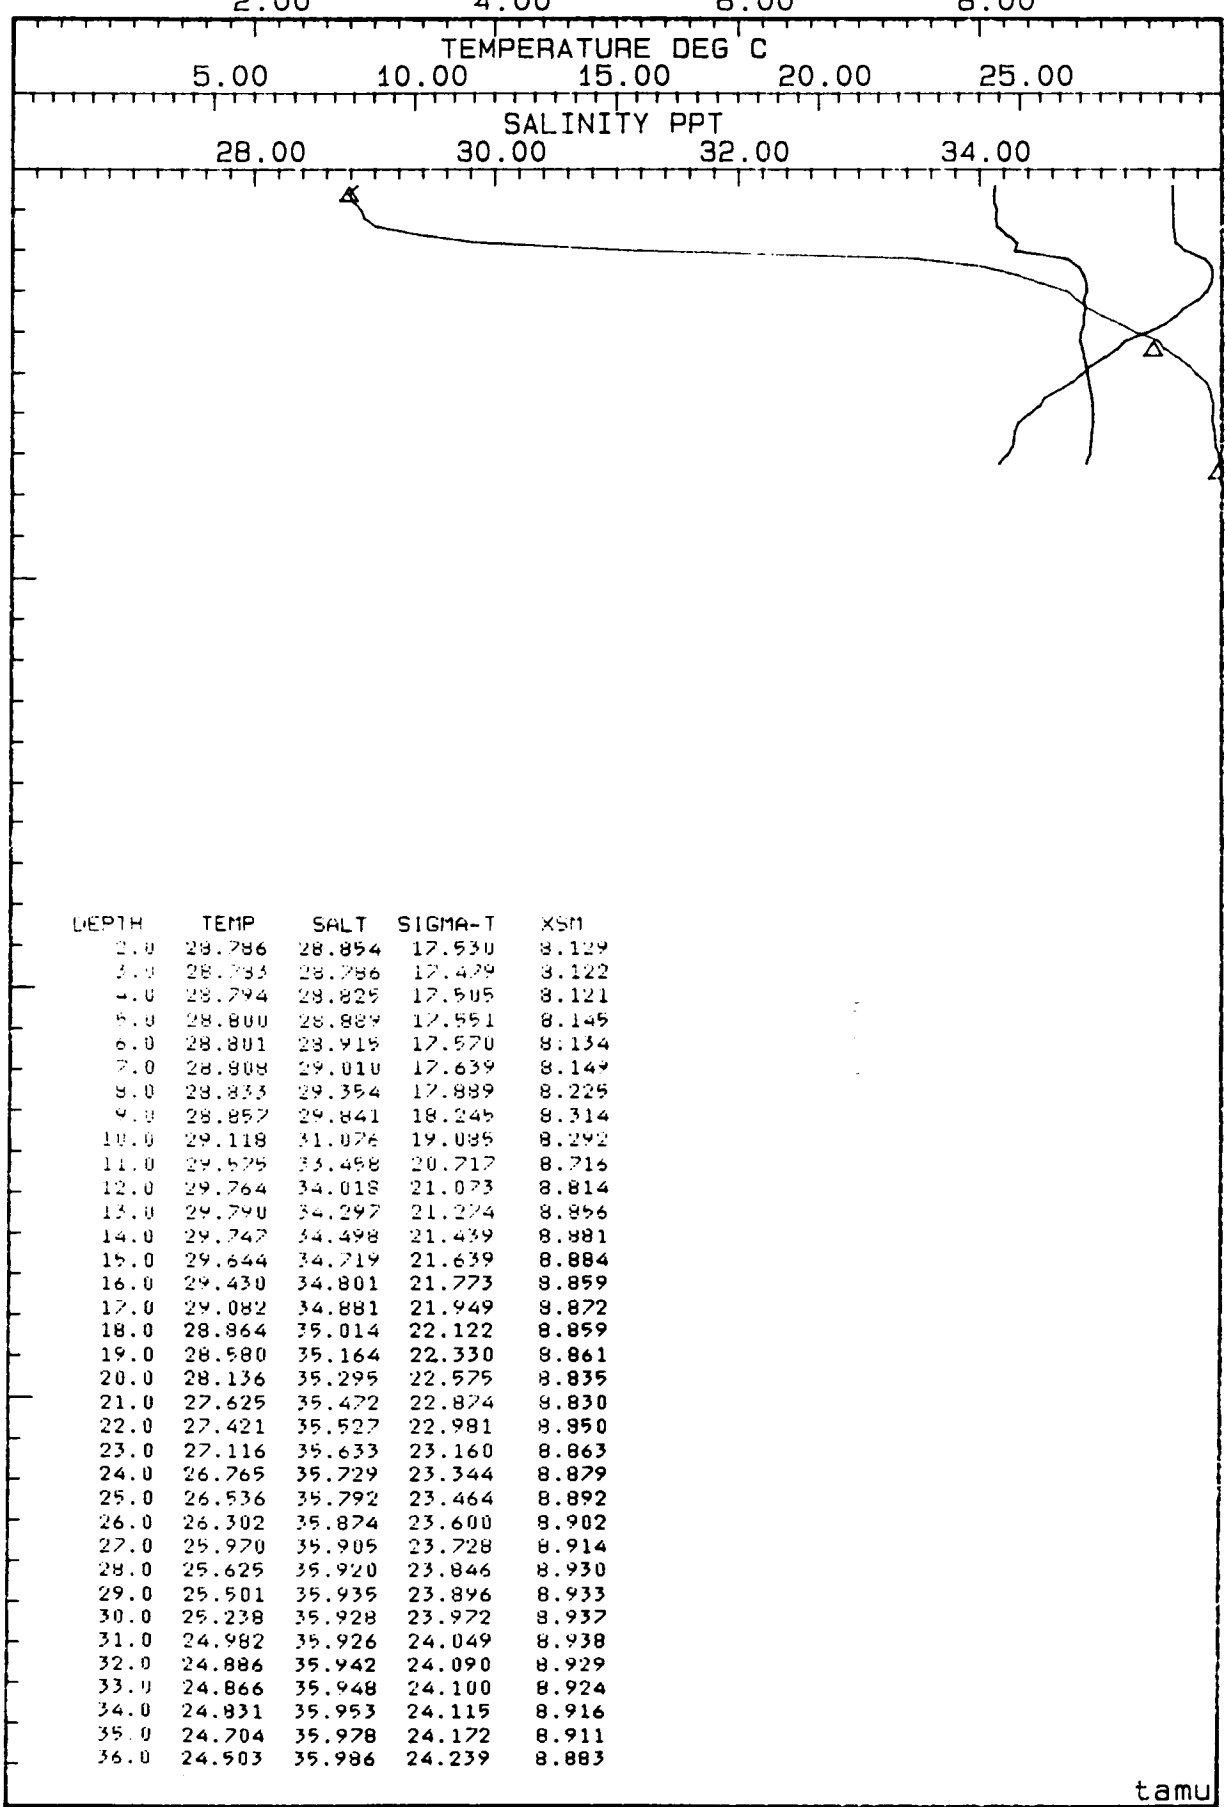 2.00 4.00 6.00 8.00
TEMPERATURE DEG C
5.00 10.00 15.00 20.00 25.00
SALINITY PPT
28.00 30.00 32.00 34.00
DEPTH TEMP SALT SIGMA-T XSM
2.0 28.786 28.854 17.530 8.129
3.0 28.783 28.786 17.479 8.122
4.0 28.794 28.825 17.505 8.121
5.0 28.800 28.889 17.551 8.145
6.0 28.801 28.915 17.570 8.134
7.0 28.808 29.010 17.639 8.149
8.0 28.833 29.354 17.889 8.225
9.0 28.857 29.841 18.245 8.314
10.0 29.118 31.076 19.085 8.292
11.0 29.575 33.458 20.717 8.716
12.0 29.764 34.018 21.073 8.814
13.0 29.790 34.297 21.274 8.856
14.0 29.747 34.498 21.439 8.881
15.0 29.644 34.719 21.639 8.884
16.0 29.430 34.801 21.773 8.859
17.0 29.082 34.881 21.949 8.872
18.0 28.864 35.014 22.122 8.859
19.0 28.580 35.164 22.330 8.861
20.0 28.136 35.295 22.575 8.835
21.0 27.625 35.472 22.874 8.830
22.0 27.421 35.527 22.981 8.850
23.0 27.116 35.633 23.160 8.863
24.0 26.765 35.729 23.344 8.879
25.0 26.536 35.792 23.464 8.892
26.0 26.302 35.874 23.600 8.902
27.0 25.970 35.905 23.728 8.914
28.0 25.625 35.920 23.846 8.930
29.0 25.501 35.935 23.896 8.933
30.0 25.238 35.928 23.972 8.937
31.0 24.982 35.926 24.049 8.938
32.0 24.886 35.942 24.090 8.929
33.0 24.866 35.948 24.100 8.924
34.0 24.831 35.953 24.115 8.916
35.0 24.704 35.978 24.172 8.911
36.0 24.503 35.986 24.239 8.883
tamu